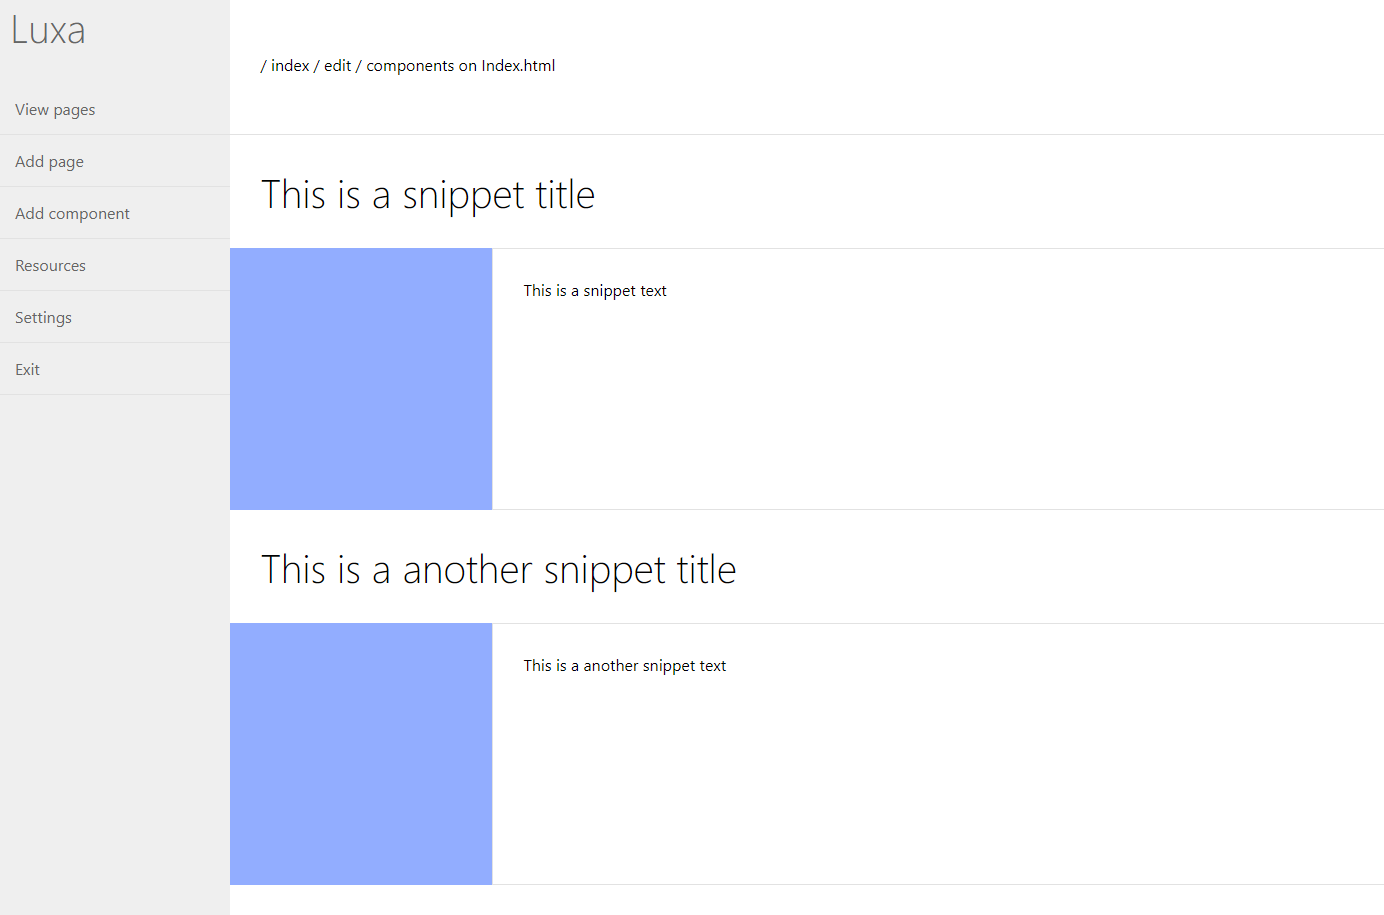 Luxa
/ index / edit / components on Index.html
View pages
Add page
Add component
Resources
Settings
Exit
This is a snippet title
This is a snippet text
This is a another snippet title
This is a another snippet text